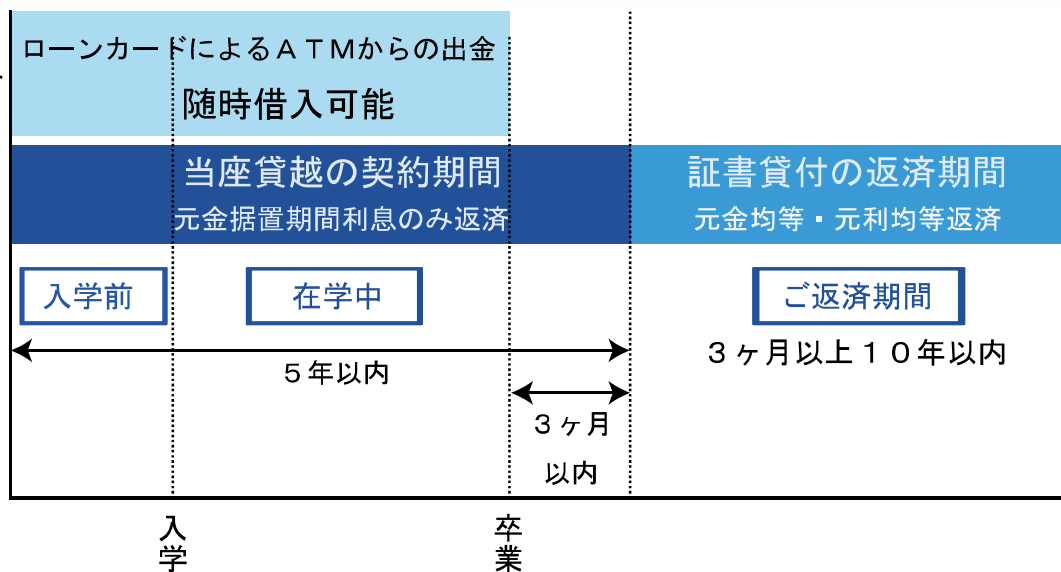 ローンカードによるＡＴＭからの出金
随時借入可能
当座貸越の契約期間
元金据置期間利息のみ返済
証書貸付の返済期間
元金均等・元利均等返済
入学前
在学中
ご返済期間
５年以内
３ヶ月以上１０年以内
３ヶ月
以内
入学
卒業